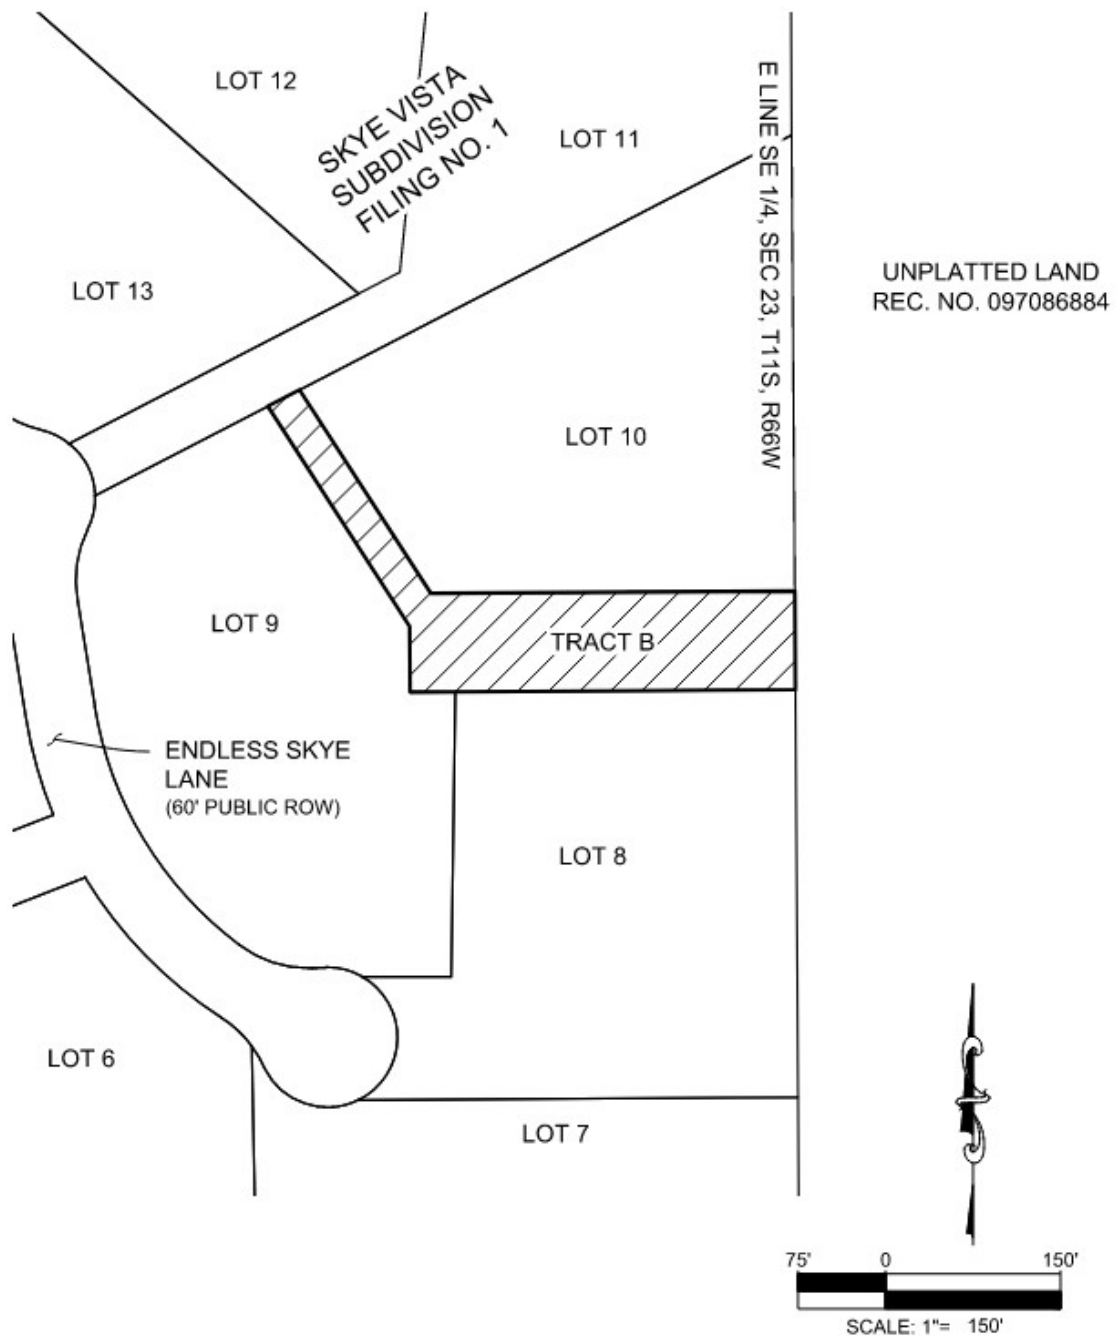 LOT 12
SKYE VISTA
SUBDIVISION
FILING NO. 1
LOT 11
E LINE SE 1/4, SEC 23, T11S, R66W
UNPLATTED LAND
REC. NO. 097086884
LOT 13
LOT 10
LOT 9
TRACT B
ENDLESS SKYE
LANE
(60' PUBLIC ROW)
LOT 8
LOT 6
LOT 7
75' 0 150'
SCALE: 1"= 150'